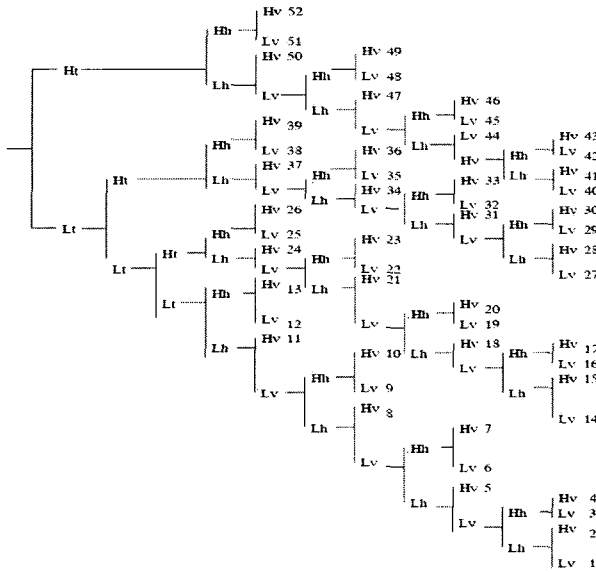 Hv 52
Hh
Lv 51
Hv 50
Hv 49
Ht
Hh
Lv 48
Lh
Lv
Hv 47
Lh
Hv 46
Hh
Hv 39
Lv
Lv 45
Hh
Lv 44
Hv 43
Lv 38
Hv 36
Lh
Hh
Lv 42
Hv 37
Hh
Hv
Ht
Lv 35
Hv 33
Lh
Hv 41
Lh
Lv
Hv 34
Hh
Lv 40
Lh
Lv 32
Hv 26
Lv
Hv 31
Hv 30
Hh
Lh
Hh
Lt
Lv 25
Hv 23
Lv
Lv 29
Ht
Hv 24
Hh
Hv 28
Lh
Lv
Lv 22
Lh
Lt
Hv 13
Lh
Hv 21
Lv 27
Hh
Lt
Hv 20
Lv 12
Hh
Lv
Lv 19
Hv 11
Hv 18
Hv 17
Lh
Hv 10
Lh
Hh
Lv 16
Hh
Lv
Hv 15
Lv
Lv 9
Lh
Hv 8
Lv 14
Lh
Hv 7
Hh
Lv
Lv 6
Hv 5
Hv 4
Lh
Hh
Lv 3
Lv
Hv 2
Lh
Lv 1